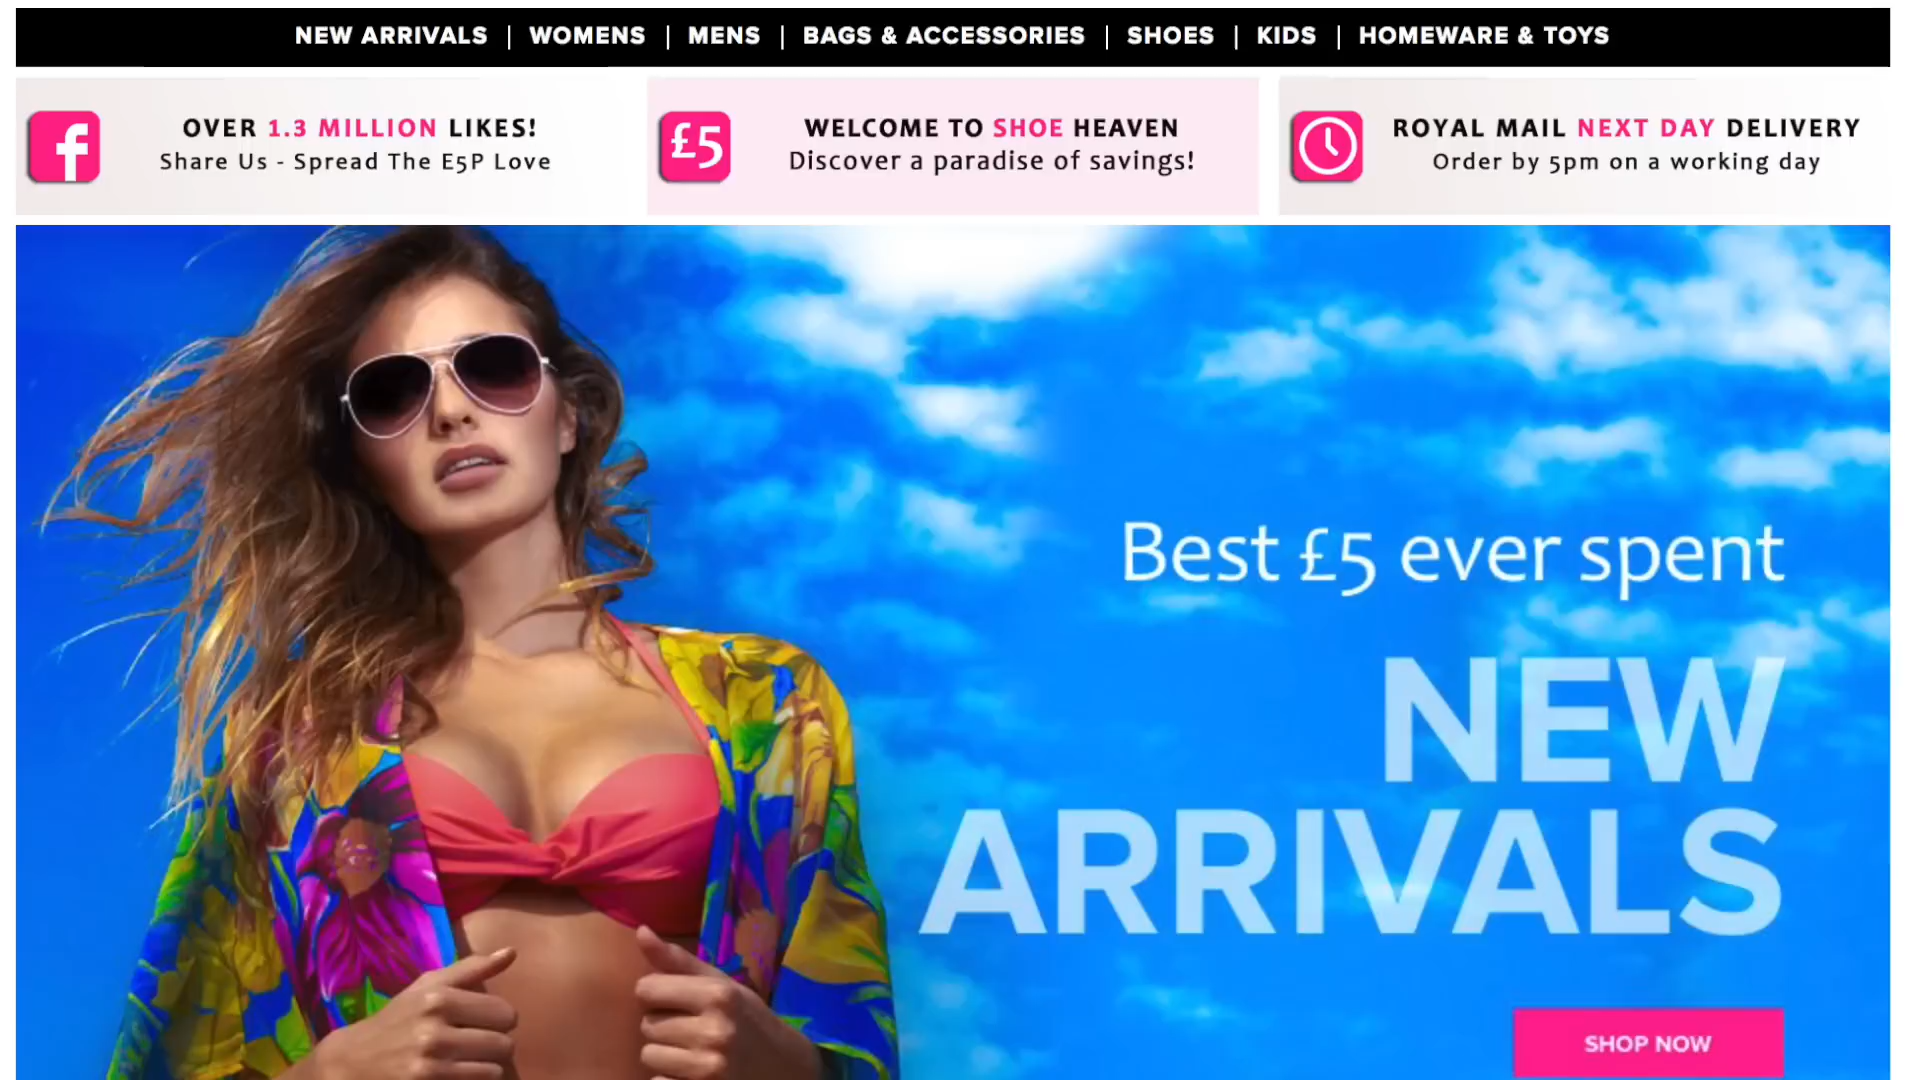 NEW ARRIVALS | WOMENS | MENS | BAGS & ACCESSORIES | SHOES | KIDS | HOMEWARE & TOYS
f
OVER 1.3 MILLION LIKES!
Share Us - Spread The E5P Love
£5
WELCOME TO SHOE HEAVEN
Discover a paradise of savings!
ROYAL MAIL NEXT DAY DELIVERY
Order by 5pm on a working day
Best £5 ever spent
NEW
ARRIVALS
SHOP NOW